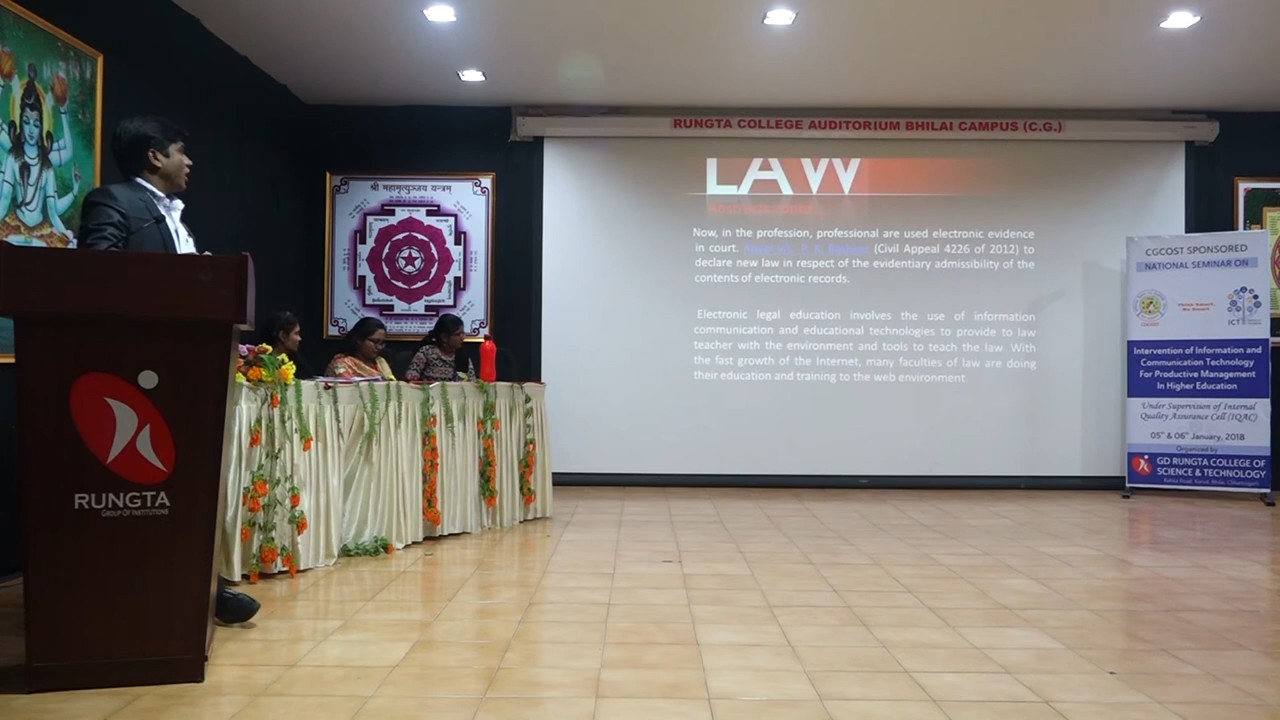 RUNGTA COLLEGE AUDITORIUM BHILAI CAMPUS (C.G.)
LAW
Abstracts contd...
Now, in the profession, professional are used electronic evidence
in court. (Civil Appeal 4226 of 2012) to
declare new law in respect of the evidentiary admissibility of the
contents of electronic records.
Electronic legal education involves the use of information
communication and educational technologies to provide to law
teacher with the environment and tools to teach the law. With
the fast growth of the Internet, many faculties of law are doing
their education and training to the web environment.
श्री महामृत्युञ्जय यन्त्रम्
RUNGTA
GROUP OF INSTITUTIONS
CGCOST SPONSORED
NATIONAL SEMINAR ON
ICT
Intervention of Information and
Communication Technology
For Productive Management
In Higher Education
Under Supervision of Internal
Quality Assurance Cell (IQAC)
05th & 06th January, 2018
Organized by
GD RUNGTA COLLEGE OF
SCIENCE & TECHNOLOGY